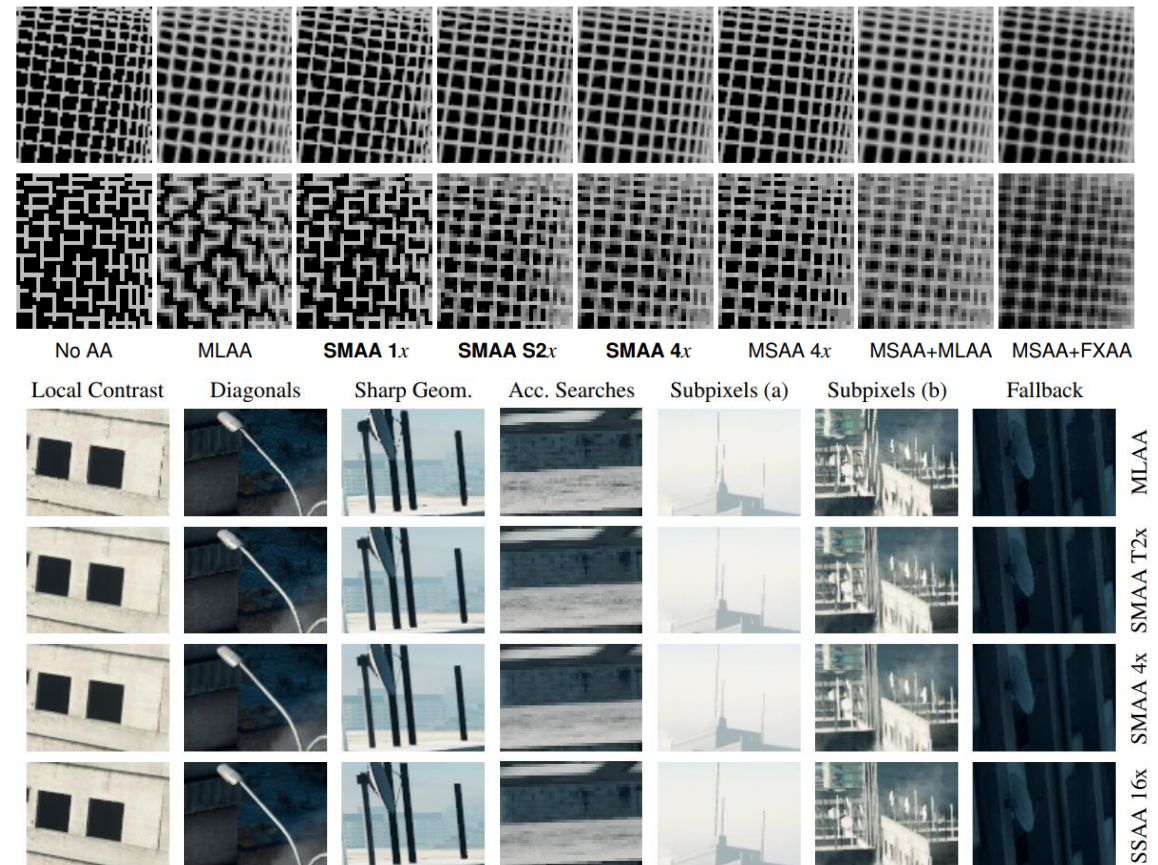 No AA MLAA SMAA 1x SMAA S2x SMAA 4x MSAA 4x MSAA+MLAA MSAA+FXAA
Local Contrast Diagonals Sharp Geom. Acc. Searches Subpixels (a) Subpixels (b) Fallback
MLAA
SMAA T2x
SMAA 4x
SSAA 16x